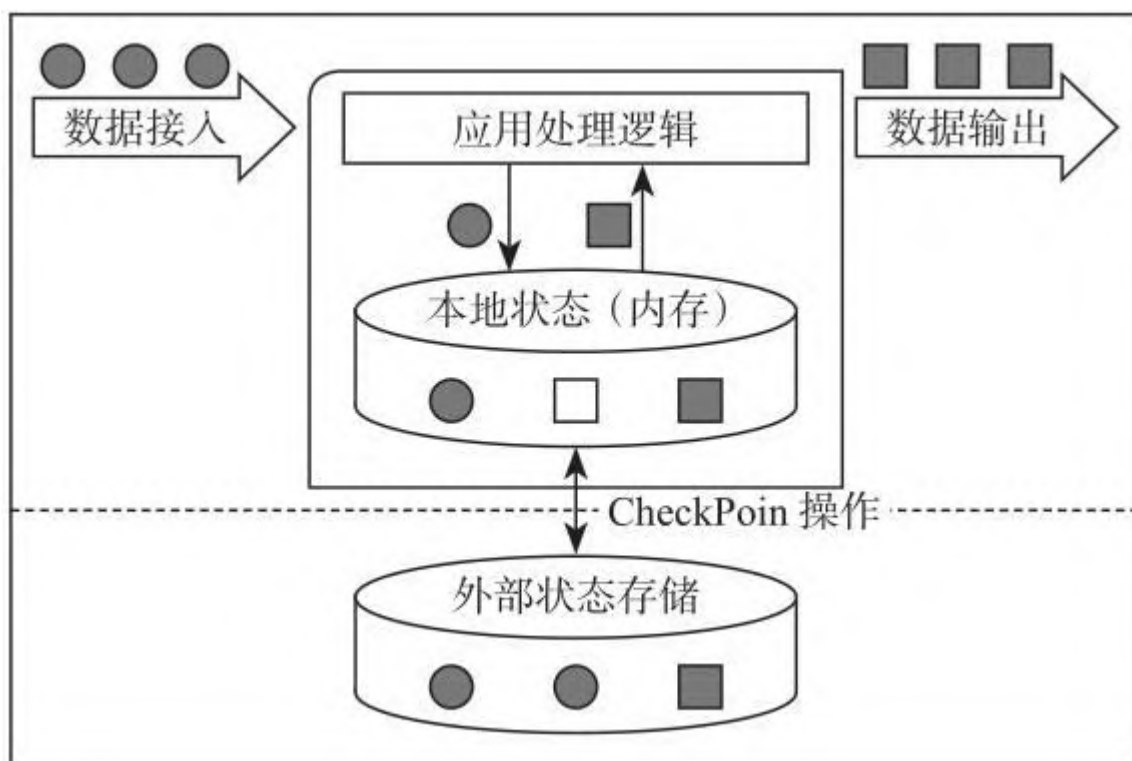 数据接入
应用处理逻辑
数据输出
本地状态（内存）
CheckPoin 操作
外部状态存储